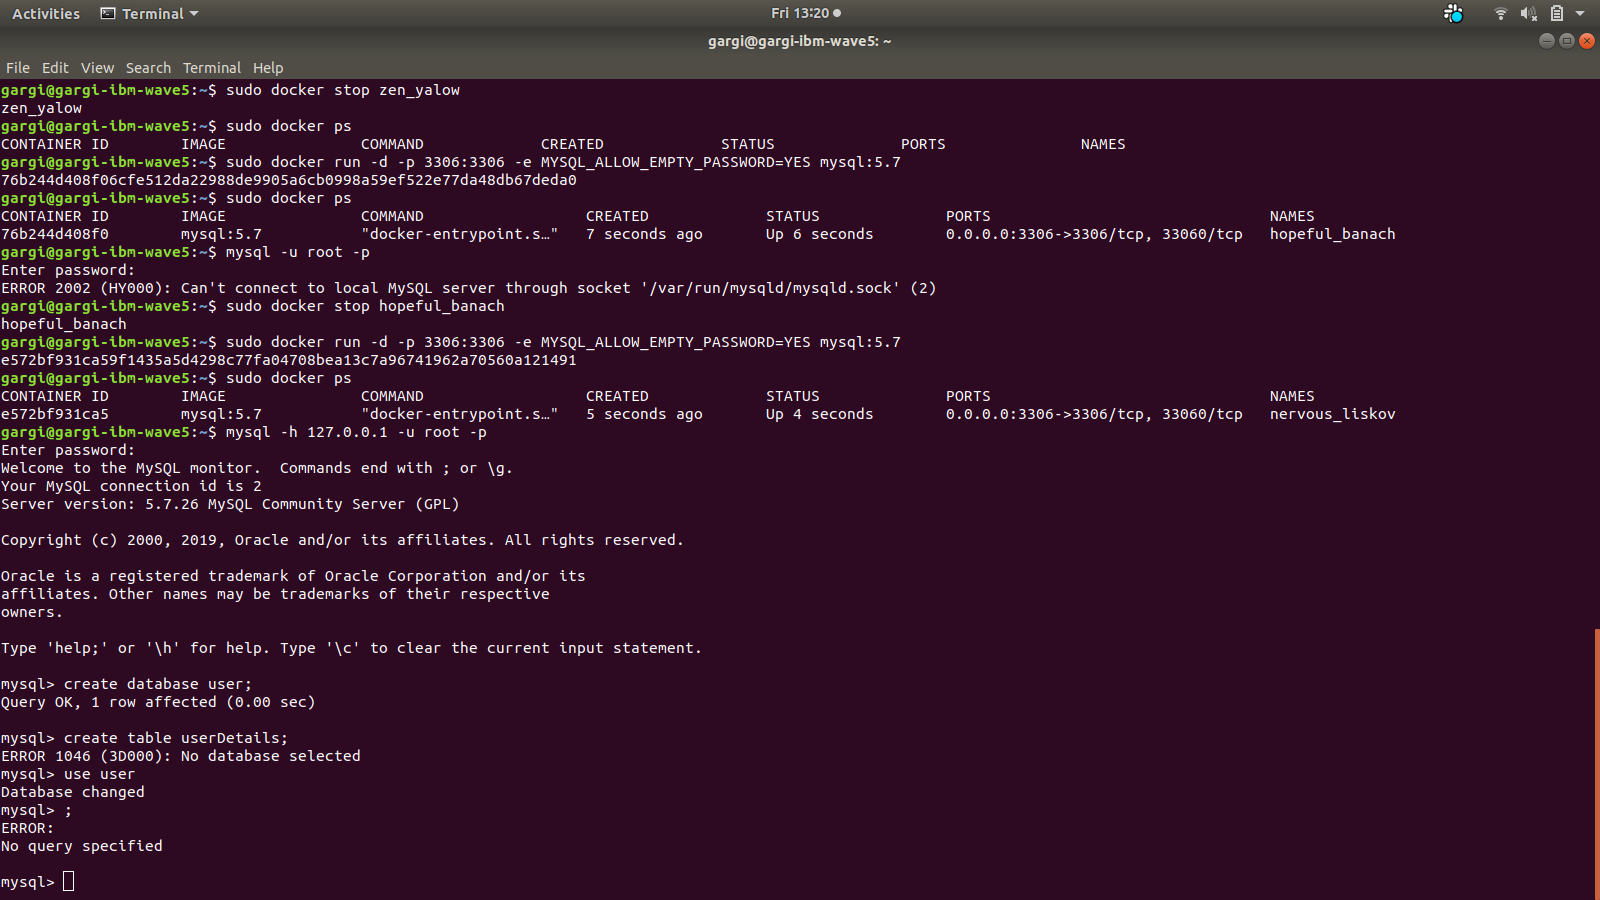 Activities Terminal Fri 13:20
gargi@gargi-ibm-wave5: ~
File Edit View Search Terminal Help
gargi@gargi-ibm-wave5:~$ sudo docker stop zen_yalow
zen_yalow
gargi@gargi-ibm-wave5:~$ sudo docker ps
CONTAINER ID        IMAGE               COMMAND             CREATED             STATUS              PORTS               NAMES
gargi@gargi-ibm-wave5:~$ sudo docker run -d -p 3306:3306 -e MYSQL_ALLOW_EMPTY_PASSWORD=YES mysql:5.7
76b244d408f06cfe512da22988de9905a6cb0998a59ef522e77da48db67deda0
gargi@gargi-ibm-wave5:~$ sudo docker ps
CONTAINER ID        IMAGE               COMMAND                  CREATED             STATUS              PORTS                               NAMES
76b244d408f0        mysql:5.7           "docker-entrypoint.s…"   7 seconds ago       Up 6 seconds        0.0.0.0:3306->3306/tcp, 33060/tcp   hopeful_banach
gargi@gargi-ibm-wave5:~$ mysql -u root -p
Enter password:
ERROR 2002 (HY000): Can't connect to local MySQL server through socket '/var/run/mysqld/mysqld.sock' (2)
gargi@gargi-ibm-wave5:~$ sudo docker stop hopeful_banach
hopeful_banach
gargi@gargi-ibm-wave5:~$ sudo docker run -d -p 3306:3306 -e MYSQL_ALLOW_EMPTY_PASSWORD=YES mysql:5.7
e572bf931ca59f1435a5d4298c77fa04708bea13c7a96741962a70560a121491
gargi@gargi-ibm-wave5:~$ sudo docker ps
CONTAINER ID        IMAGE               COMMAND                  CREATED             STATUS              PORTS                               NAMES
e572bf931ca5        mysql:5.7           "docker-entrypoint.s…"   5 seconds ago       Up 4 seconds        0.0.0.0:3306->3306/tcp, 33060/tcp   nervous_liskov
gargi@gargi-ibm-wave5:~$ mysql -h 127.0.0.1 -u root -p
Enter password:
Welcome to the MySQL monitor.  Commands end with ; or \g.
Your MySQL connection id is 2
Server version: 5.7.26 MySQL Community Server (GPL)
Copyright (c) 2000, 2019, Oracle and/or its affiliates. All rights reserved.
Oracle is a registered trademark of Oracle Corporation and/or its
affiliates. Other names may be trademarks of their respective
owners.
Type 'help;' or '\h' for help. Type '\c' to clear the current input statement.
mysql> create database user;
Query OK, 1 row affected (0.00 sec)
mysql> create table userDetails;
ERROR 1046 (3D000): No database selected
mysql> use user
Database changed
mysql> ;
ERROR:
No query specified
mysql>